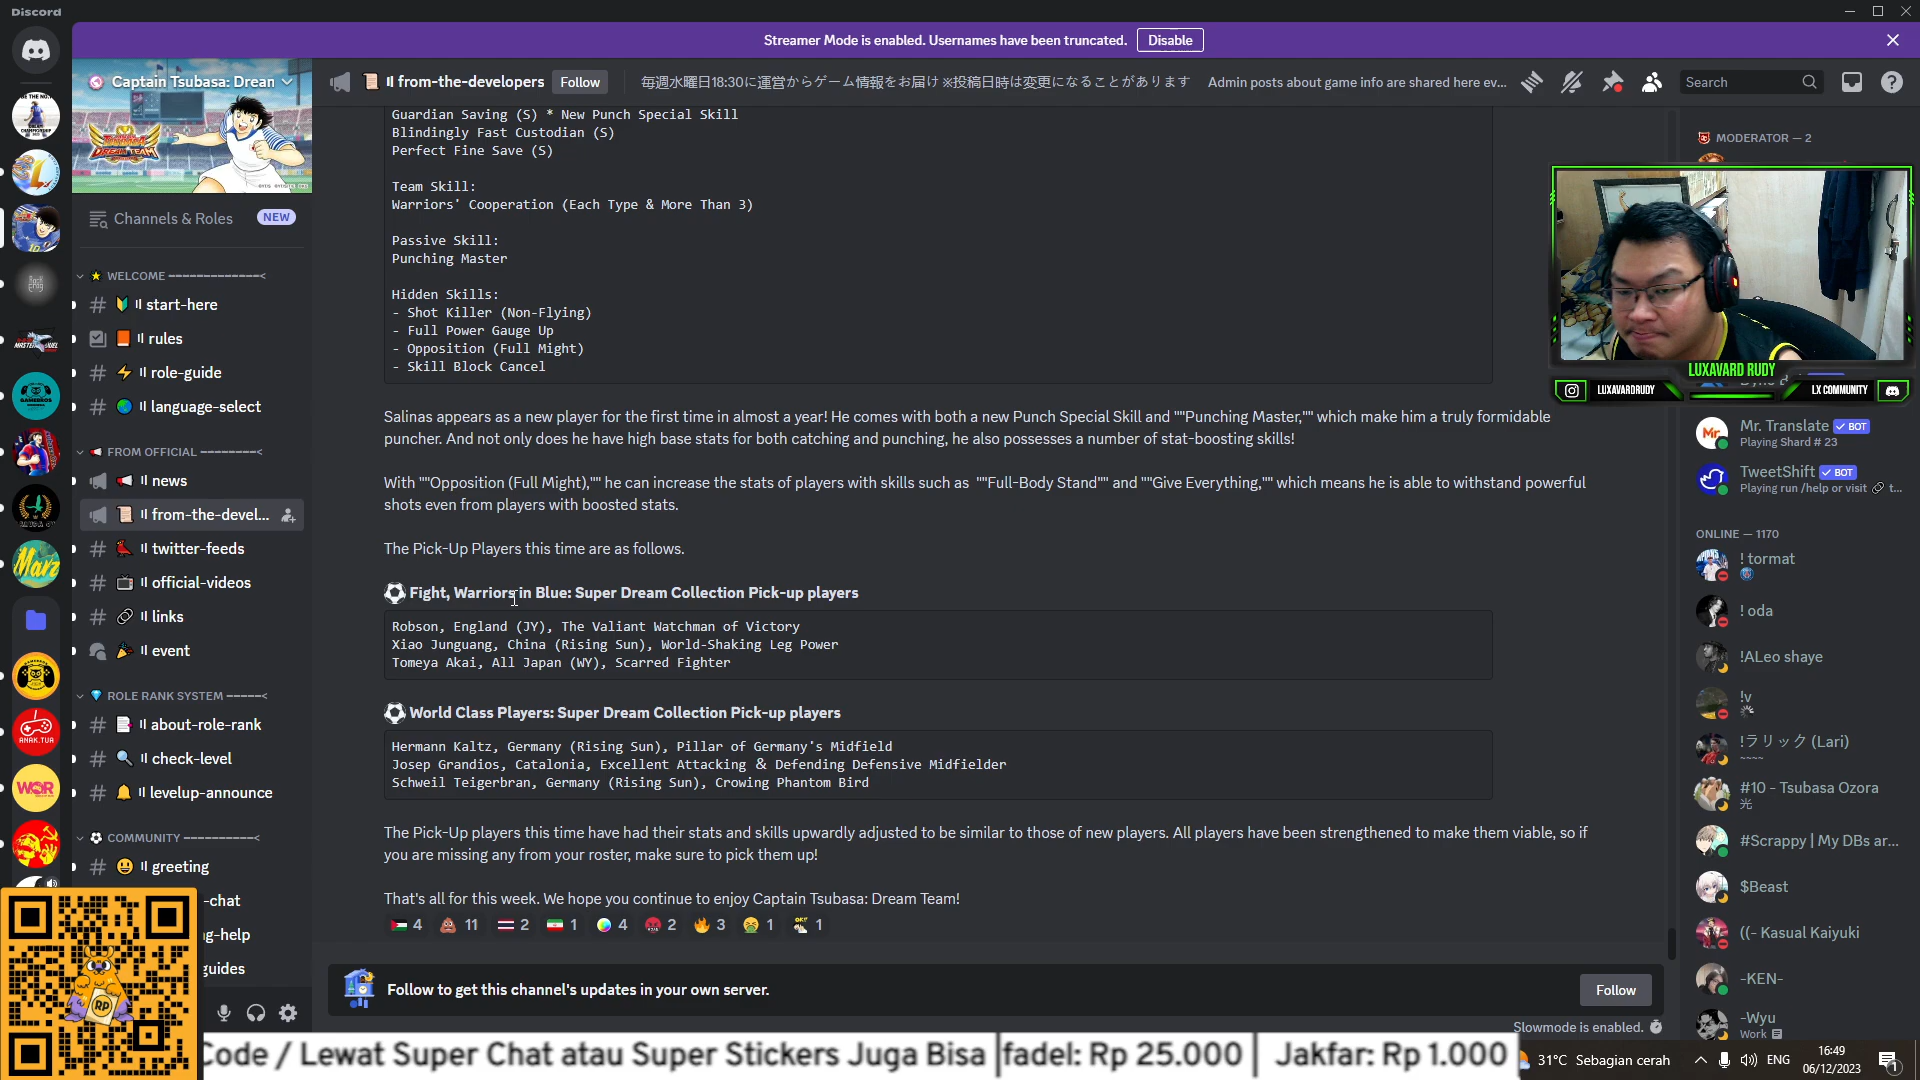 Discord
Streamer Mode is enabled. Usernames have been truncated.
Disable
Captain Tsubasa: Dream
from-the-developers
Follow
毎週水曜日18:30に運営からゲーム情報をお届け ※投稿日時は変更になることがあります
Admin posts about game info are shared here ev...
Search
Channels & Roles
NEW
WELCOME
start-here
rules
role-guide
language-select
FROM OFFICIAL
news
from-the-devel...
twitter-feeds
official-videos
links
event
ROLE RANK SYSTEM
about-role-rank
check-level
levelup-announce
COMMUNITY
greeting
-chat
g-help
guides
Guardian Saving (S) * New Punch Special Skill
Blindingly Fast Custodian (S)
Perfect Fine Save (S)
Team Skill:
Warriors' Cooperation (Each Type & More Than 3)
Passive Skill:
Punching Master
Hidden Skills:
- Shot Killer (Non-Flying)
- Full Power Gauge Up
- Opposition (Full Might)
- Skill Block Cancel
Salinas appears as a new player for the first time in almost a year! He comes with both a new Punch Special Skill and ""Punching Master,"" which make him a truly formidable
puncher. And not only does he have high base stats for both catching and punching, he also possesses a number of stat-boosting skills!
With ""Opposition (Full Might),"" he can increase the stats of players with skills such as ""Full-Body Stand"" and ""Give Everything,"" which means he is able to withstand powerful
shots even from players with boosted stats.
The Pick-Up Players this time are as follows.
Fight, Warriors in Blue: Super Dream Collection Pick-up players
Robson, England (JY), The Valiant Watchman of Victory
Xiao Junguang, China (Rising Sun), World-Shaking Leg Power
Tomeya Akai, All Japan (WY), Scarred Fighter
World Class Players: Super Dream Collection Pick-up players
Hermann Kaltz, Germany (Rising Sun), Pillar of Germany's Midfield
Josep Grandios, Catalonia, Excellent Attacking & Defending Defensive Midfielder
Schweil Teigerbran, Germany (Rising Sun), Crowing Phantom Bird
The Pick-Up players this time have had their stats and skills upwardly adjusted to be similar to those of new players. All players have been strengthened to make them viable, so if
you are missing any from your roster, make sure to pick them up!
That's all for this week. We hope you continue to enjoy Captain Tsubasa: Dream Team!
4 11 2 1 4 2 3 1 1
Follow to get this channel's updates in your own server.
Follow
Slowmode is enabled.
MODERATOR — 2
LUXAVARD RUDY
LUXAVARDRUDY
LX COMMUNITY
Mr. Translate BOT
Playing Shard # 23
TweetShift BOT
Playing run /help or visit t...
ONLINE — 1170
! tormat
! oda
!ALeo shaye
!v
!ラリック (Lari)
~~~~
#10 - Tsubasa Ozora
光
#Scrappy | My DBs ar...
$Beast
((- Kasual Kaiyuki
-KEN-
-Wyu
Work
RP
Marz
WOR
ANAK.TUA
Code / Lewat Super Chat atau Super Stickers Juga Bisa |fadel: Rp 25.000 | Jakfar: Rp 1.000
31°C Sebagian cerah
ENG
16:49
06/12/2023
1